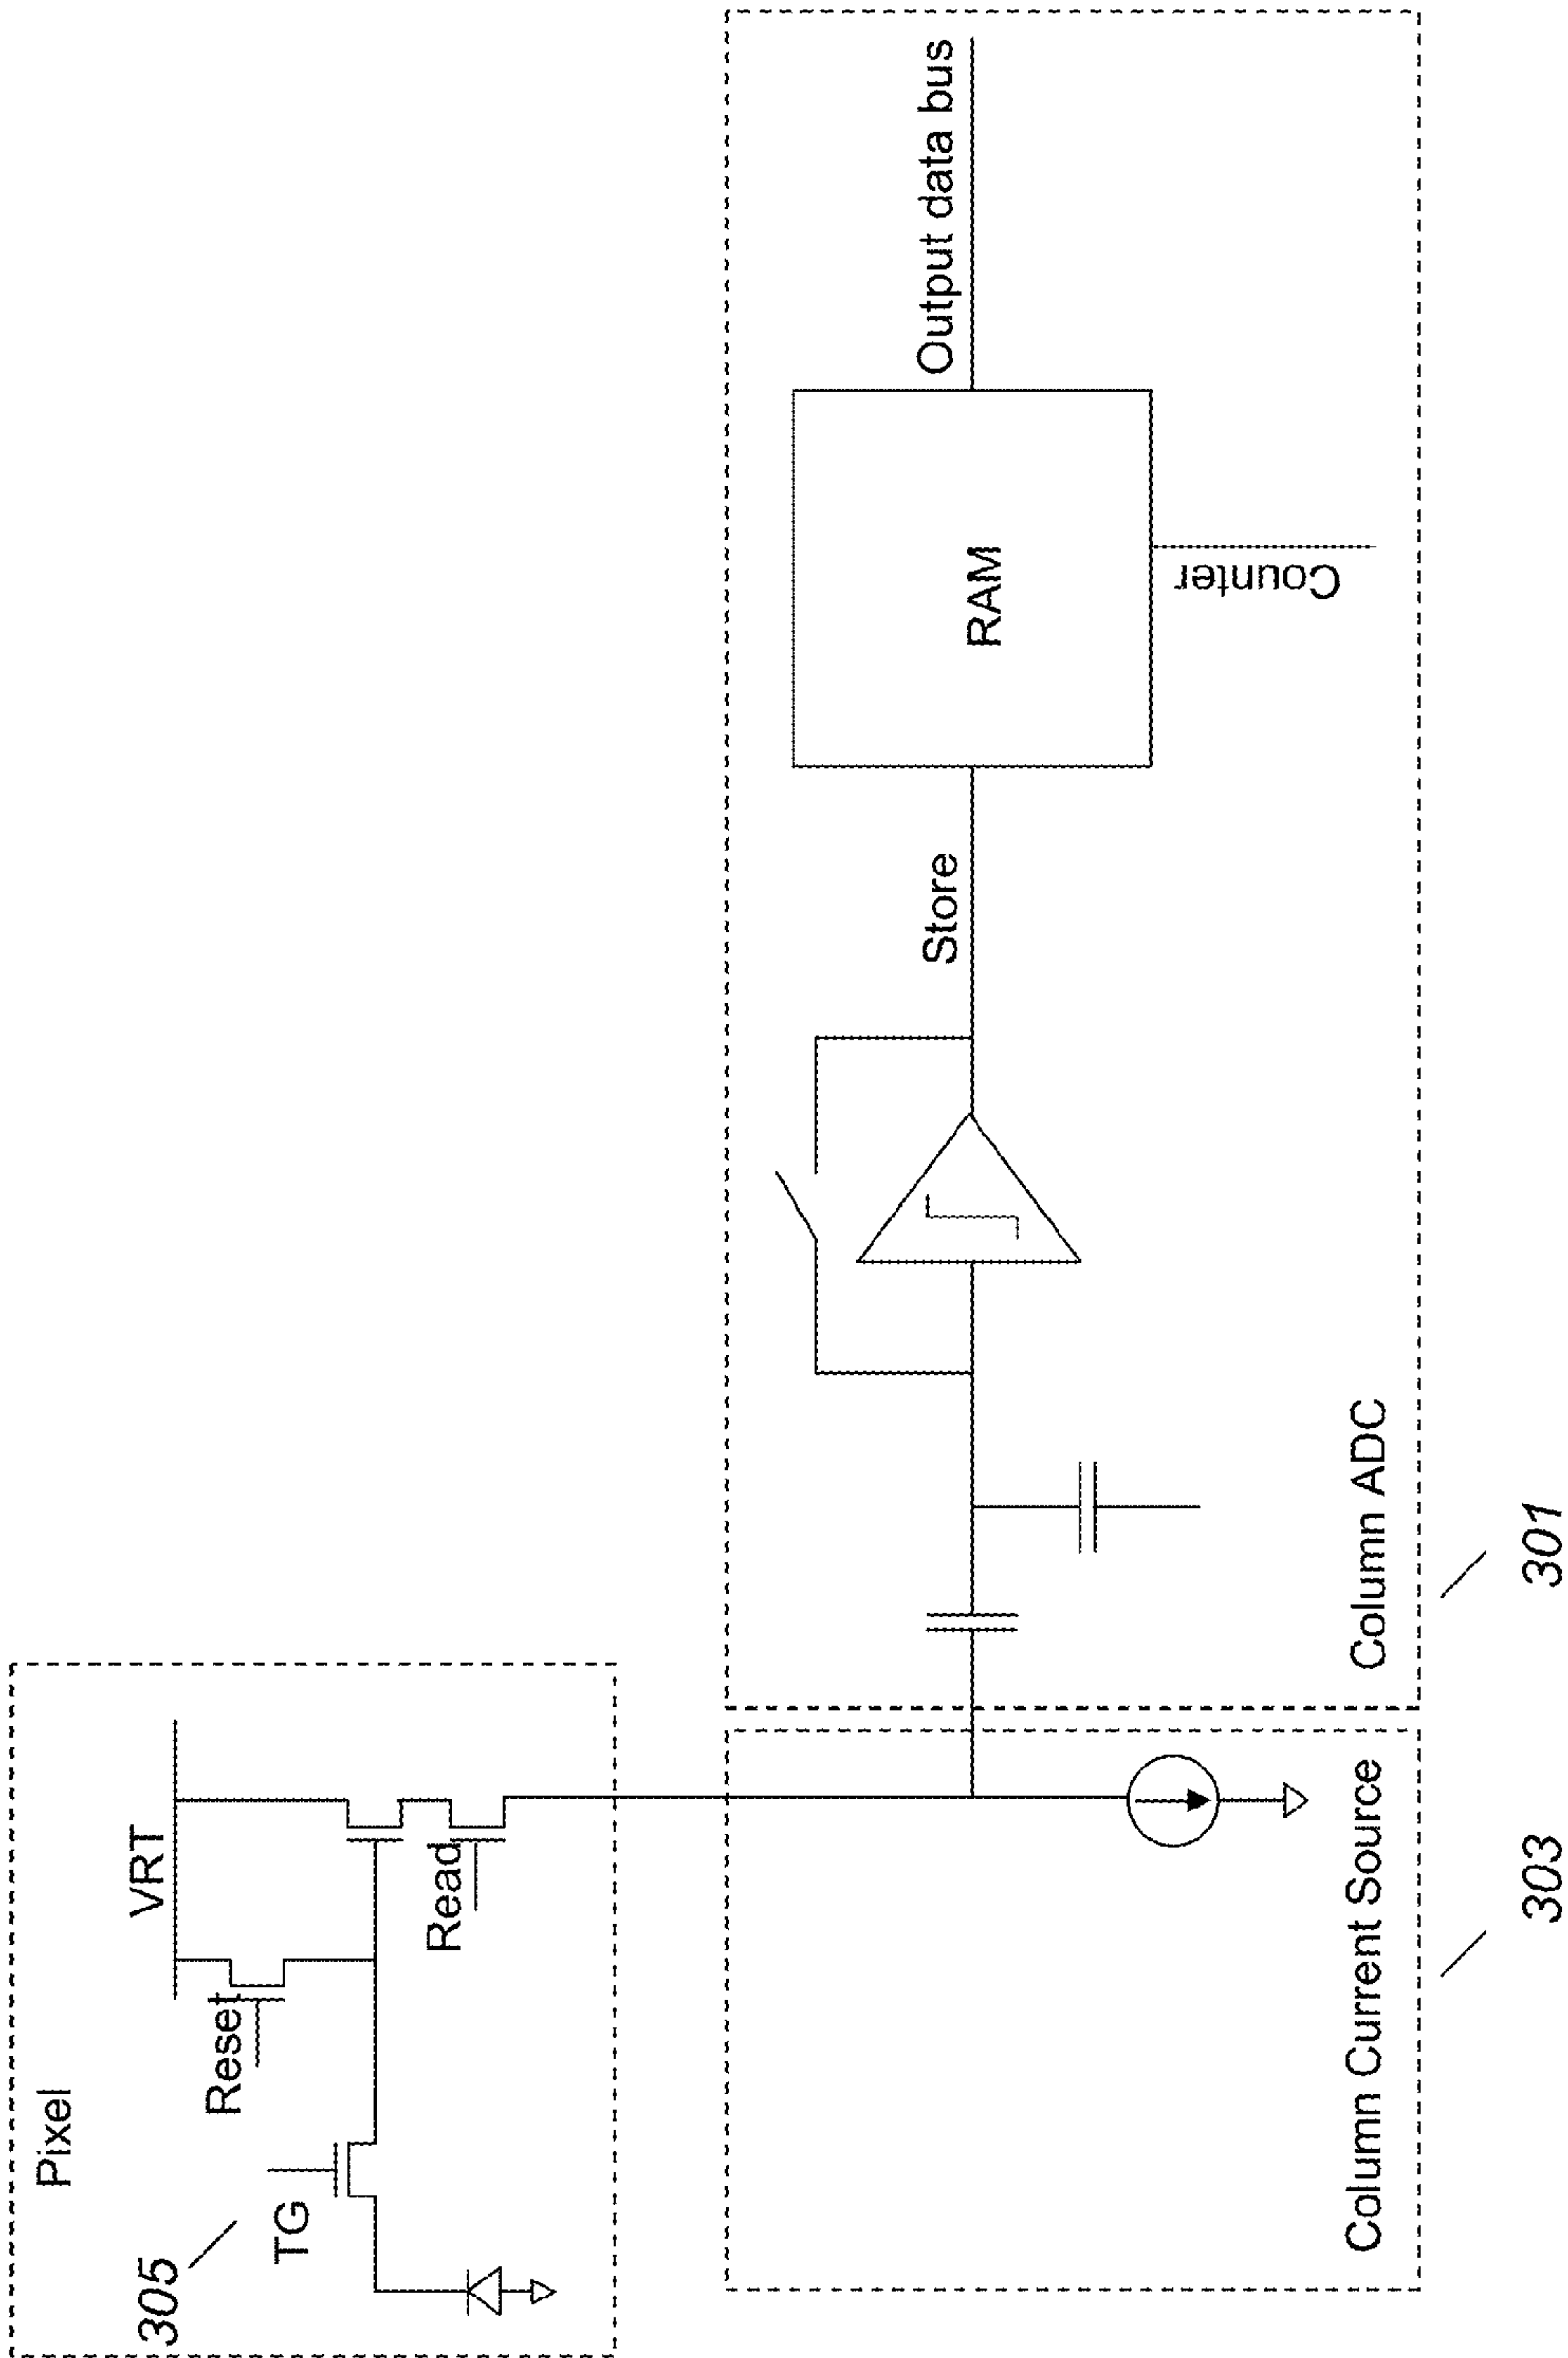 Pixel
305
TG
Reset
VRT
Read
Column Current Source
303
Column ADC
301
Store
RAM
Counter
Output data bus